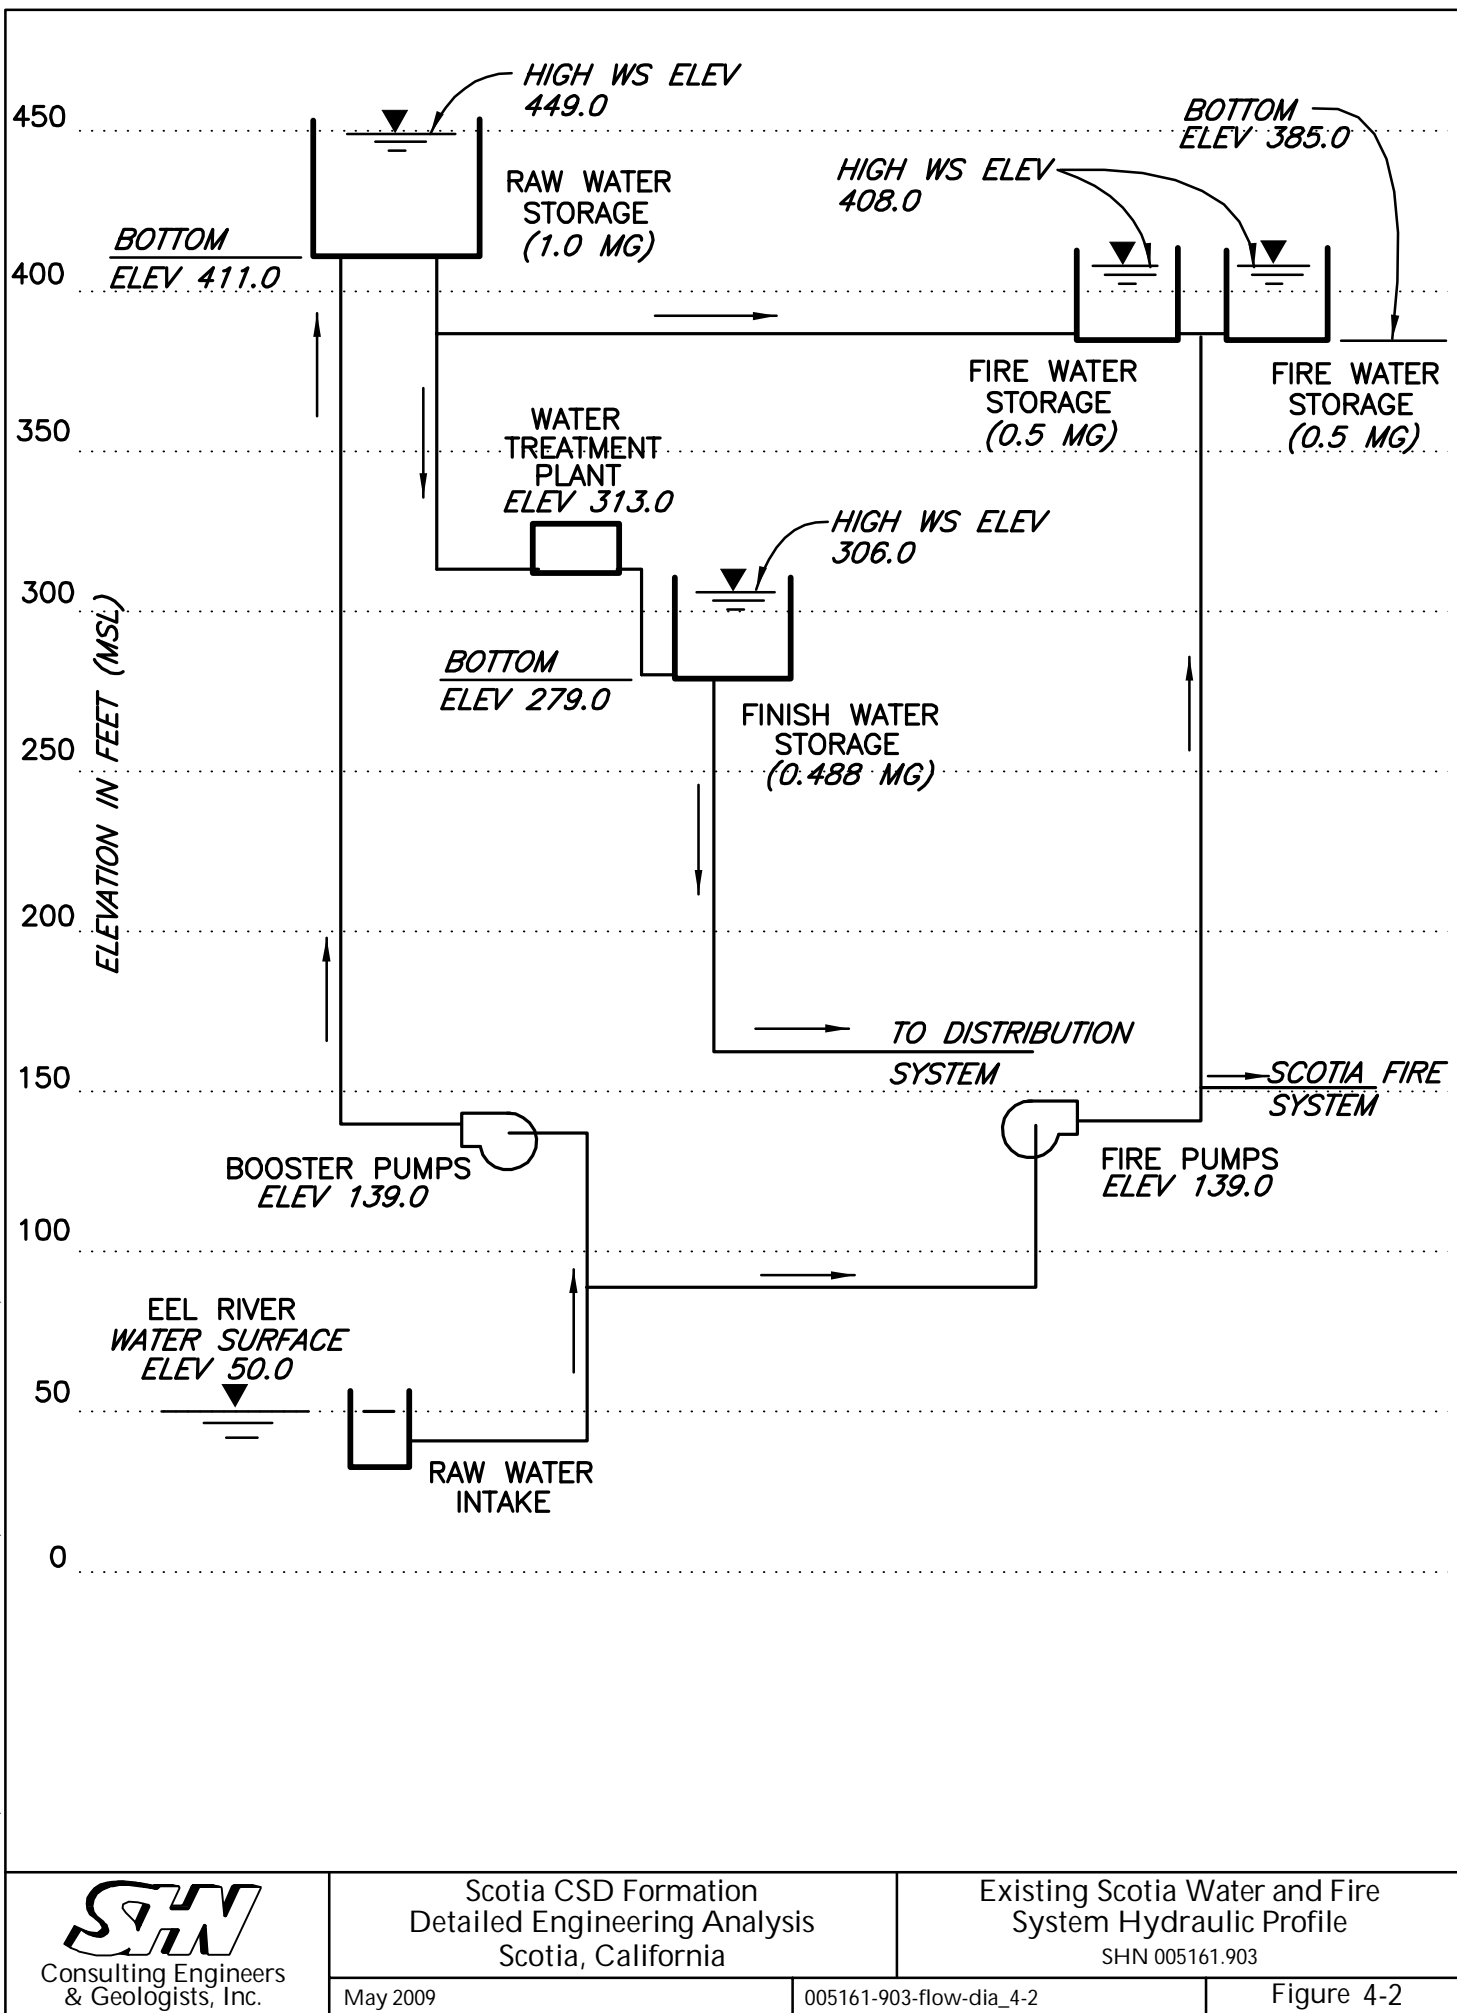 HIGH WS ELEV
449.0
450
BOTTOM
ELEV 385.0
HIGH WS ELEV
408.0
RAW WATER
STORAGE
(1.0 MG)
BOTTOM
ELEV 411.0
400
FIRE WATER
STORAGE
(0.5 MG)
FIRE WATER
STORAGE
(0.5 MG)
350
WATER
TREATMENT
PLANT
ELEV 313.0
HIGH WS ELEV
306.0
300
ELEVATION IN FEET (MSL)
BOTTOM
ELEV 279.0
FINISH WATER
STORAGE
(0.488 MG)
250
200
TO DISTRIBUTION
SYSTEM
150
SCOTIA FIRE
SYSTEM
BOOSTER PUMPS
ELEV 139.0
FIRE PUMPS
ELEV 139.0
100
EEL RIVER
WATER SURFACE
ELEV 50.0
50
RAW WATER
INTAKE
0
SHN
Consulting Engineers
& Geologists, Inc.
Scotia CSD Formation
Detailed Engineering Analysis
Scotia, California
Existing Scotia Water and Fire
System Hydraulic Profile
SHN 005161.903
May 2009
005161-903-flow-dia_4-2
Figure 4-2